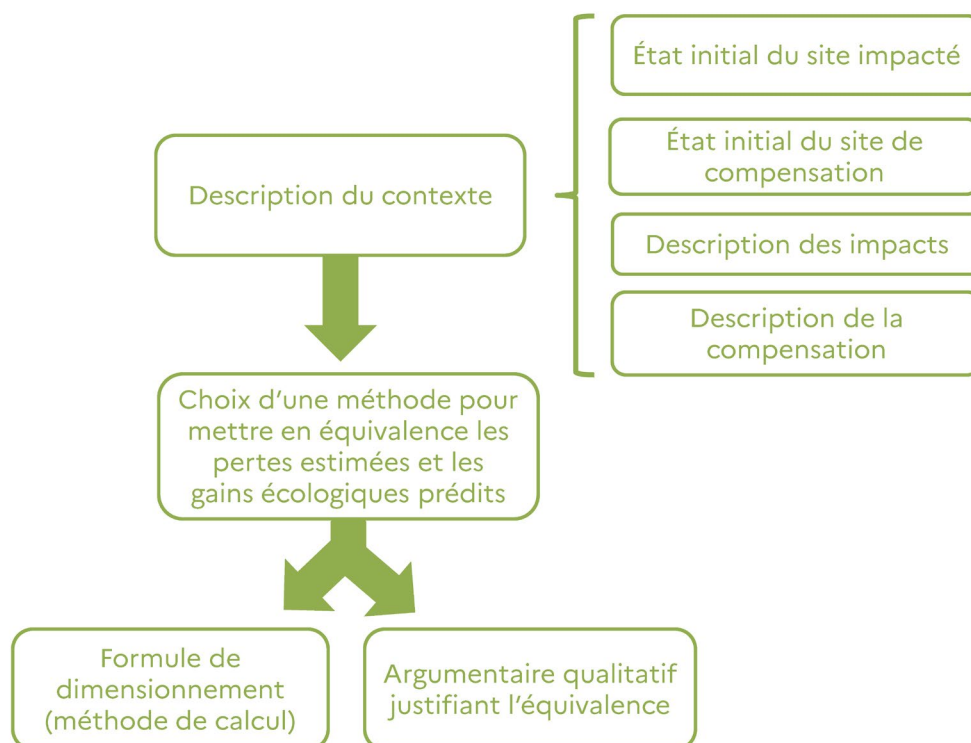 Description du contexte
État initial du site impacté
État initial du site de
compensation
Description des impacts
Description de la
compensation
Choix d’une méthode pour
mettre en équivalence les
pertes estimées et les
gains écologiques prédits
Formule de
dimensionnement
(méthode de calcul)
Argumentaire qualitatif
justifiant l’équivalence